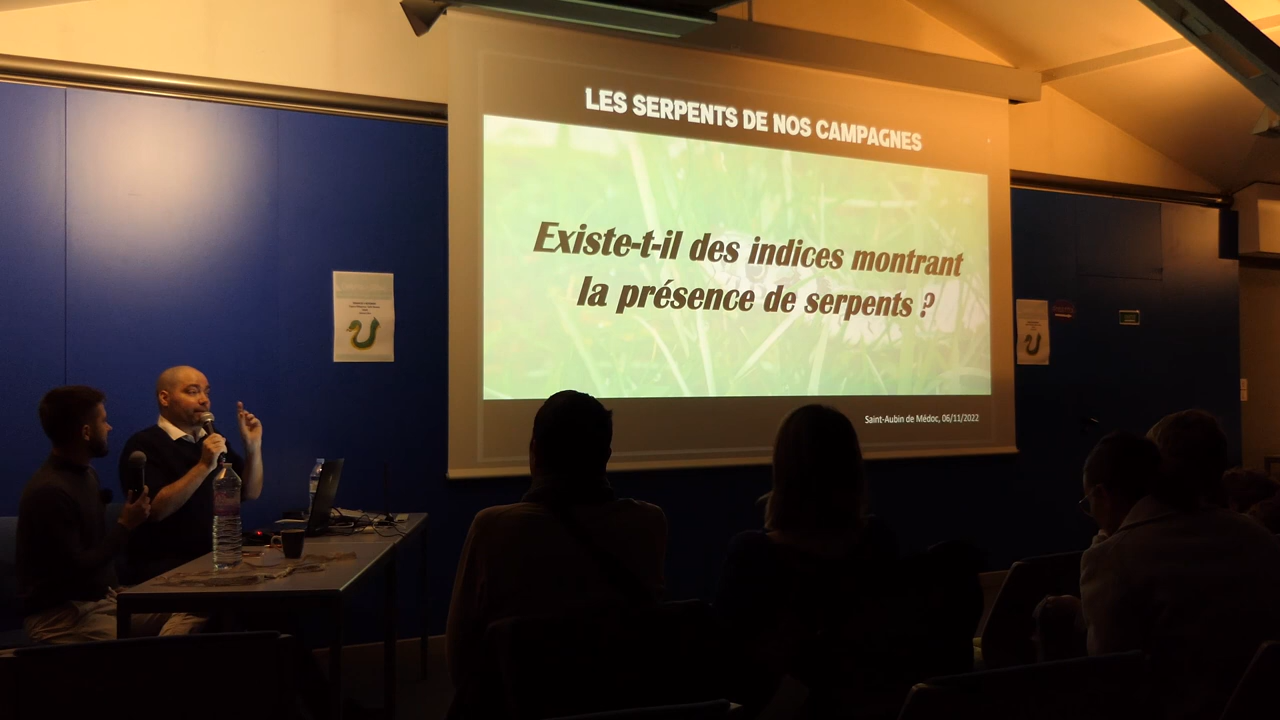 LES SERPENTS DE NOS CAMPAGNES
Existe-t-il des indices montrant
la présence de serpents ?
Saint-Aubin de Médoc, 06/11/2022